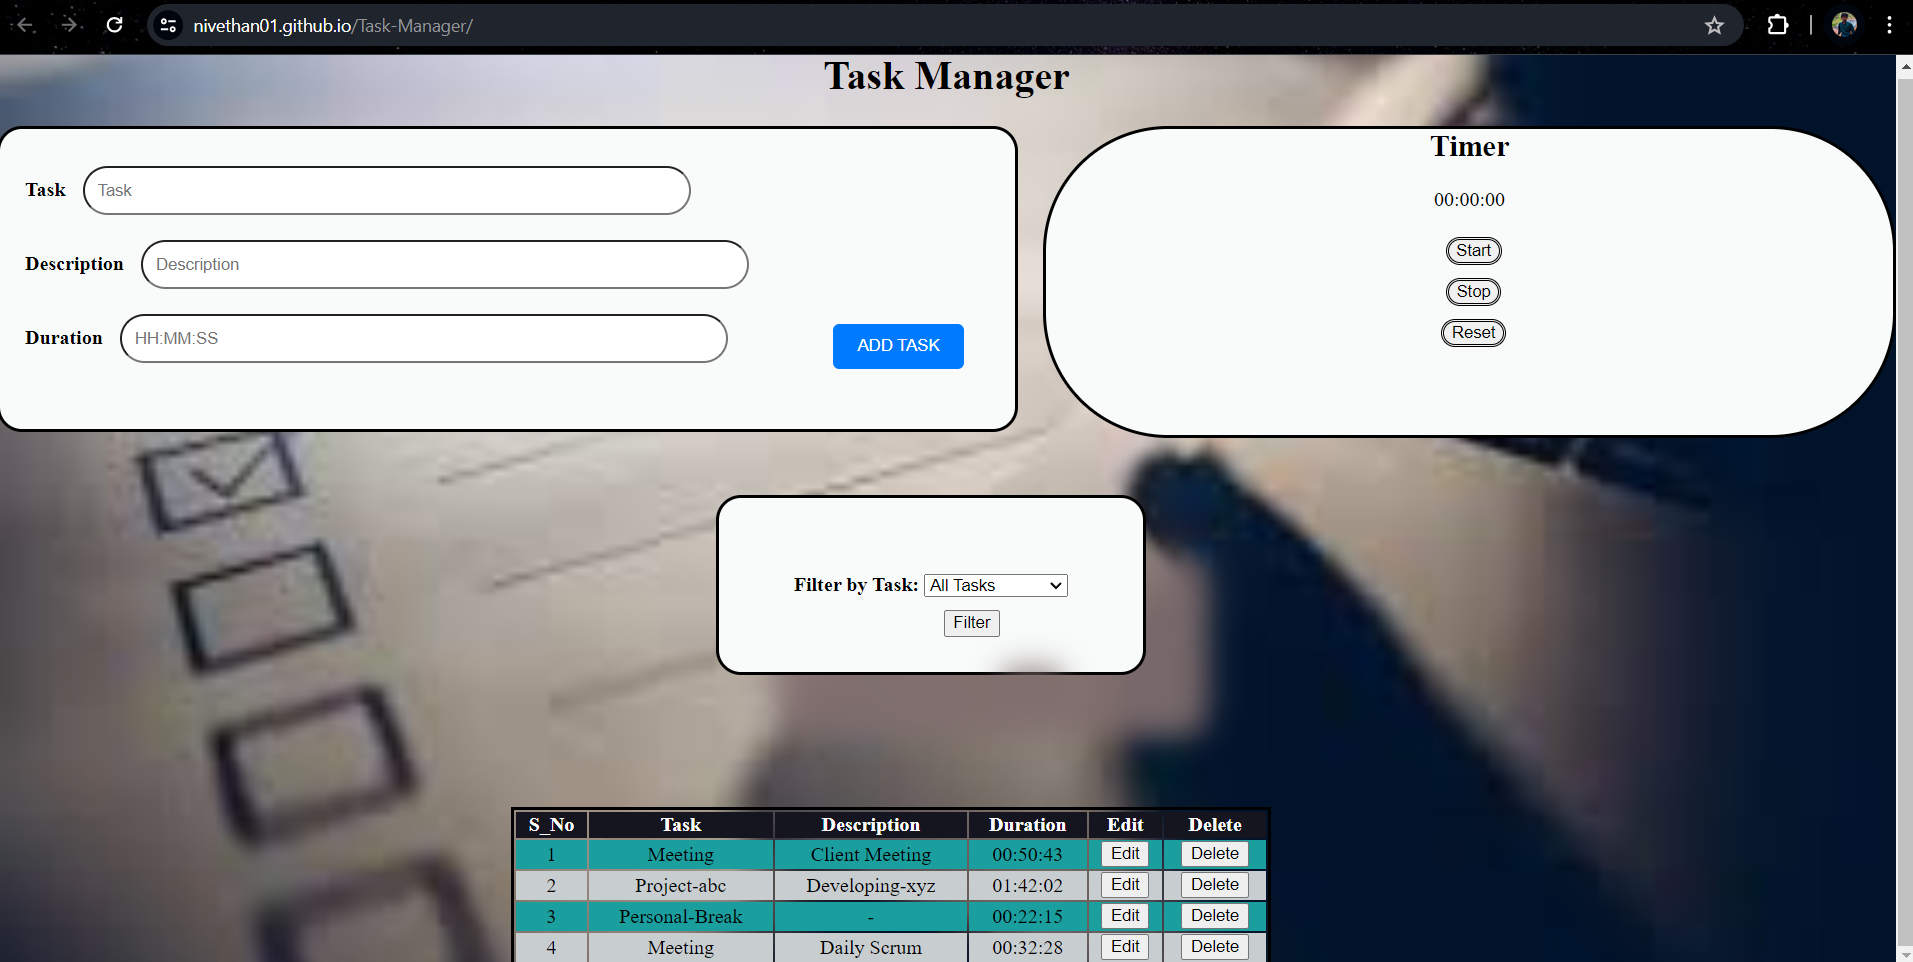 nivethan01.github.io/Task-Manager/
Task Manager
Task Task
Description Description
Duration HH:MM:SS
ADD TASK
Timer
00:00:00
Start
Stop
Reset
Filter by Task: All Tasks
Filter
S_No Task Description Duration Edit Delete
1 Meeting Client Meeting 00:50:43 Edit Delete
2 Project-abc Developing-xyz 01:42:02 Edit Delete
3 Personal-Break - 00:22:15 Edit Delete
4 Meeting Daily Scrum 00:32:28 Edit Delete